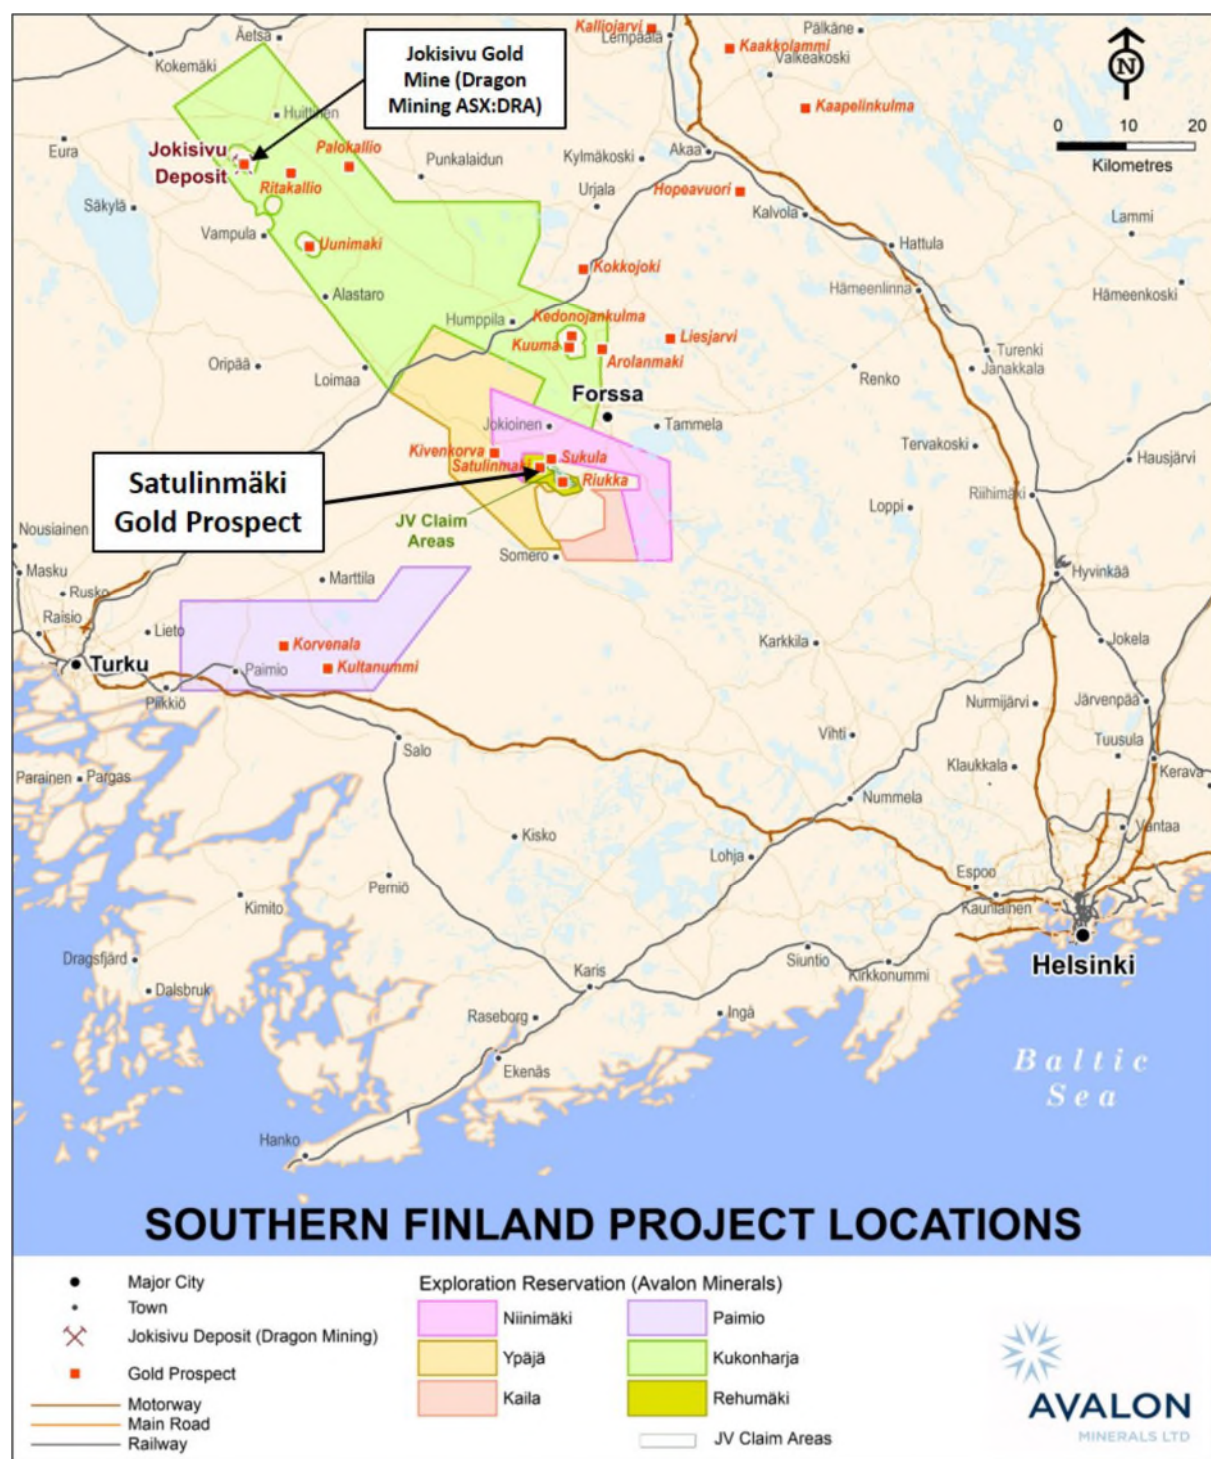 Äetsä
Kokemäki
Jokisivu Gold
Mine (Dragon
Mining ASX:DRA)
Kalliojarvi
Lempäälä
Kaakkolammi
Pälkäne
Valkeakoski
Kaapelinkulma
N
0 10 20
Kilometres
Huittinen
Eura
Jokisivu
Deposit
Palokallio
Ritakallio
Punkalaidun
Kylmäkoski
Akaa
Urjala
Hopeavuori
Kalvola
Lammi
Säkylä
Vampula
Uunimaki
Hattula
Kokkojoki
Alastaro
Hämeenlinna
Hämeenkoski
Humppila
Kedonojankulma
Kuuma
Arolanmaki
Liesjarvi
Turenki
Janakkala
Oripää
Loimaa
Renko
Forssa
Jokioinen
Tammela
Tervakoski
Hausjärvi
Kivenkorva
Satulinmaki
Sukula
Riukka
Satulinmäki
Gold Prospect
JV Claim
Areas
Loppi
Riihimäki
Nousiainen
Somero
Masku
Rusko
Marttila
Hyvinkää
Raisio
Lieto
Korvenala
Karkkila
Jokela
Turku
Paimio
Kultanummi
Piikkiö
Nurmijärvi
Järvenpää
Salo
Vihti
Tuusula
Klaukkala
Kerava
Parainen
Pargas
Nummela
Kisko
Vantaa
Lohja
Perniö
Espoo
Kimito
Kauniainen
Dragsfjärd
Siuntio
Kirkkonummi
Helsinki
Karis
Dalsbruk
Raseborg
Ingå
Ekenäs
Baltic
Sea
Hanko
SOUTHERN FINLAND PROJECT LOCATIONS
Major City
Town
Jokisivu Deposit (Dragon Mining)
Gold Prospect
Motorway
Main Road
Railway
Exploration Reservation (Avalon Minerals)
Niinimäki
Ypäjä
Kaila
Paimio
Kukonharja
Rehumäki
JV Claim Areas
AVALON
MINERALS LTD